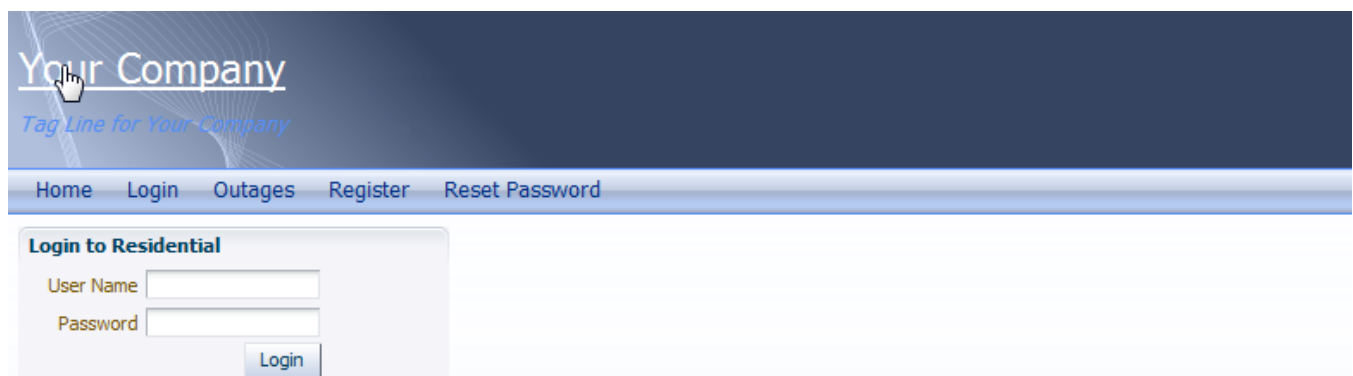 Your Company
Tag Line for Your Company
Home Login Outages Register Reset Password
Login to Residential
User Name
Password
Login